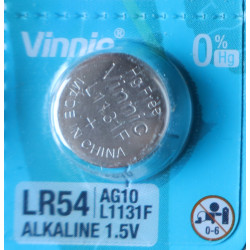 Vinnic
0% Hg
Hg Free
Vinnic
L1131F
+
MADE IN CHINA
LR54
AG10
L1131F
ALKALINE 1.5V
0-6